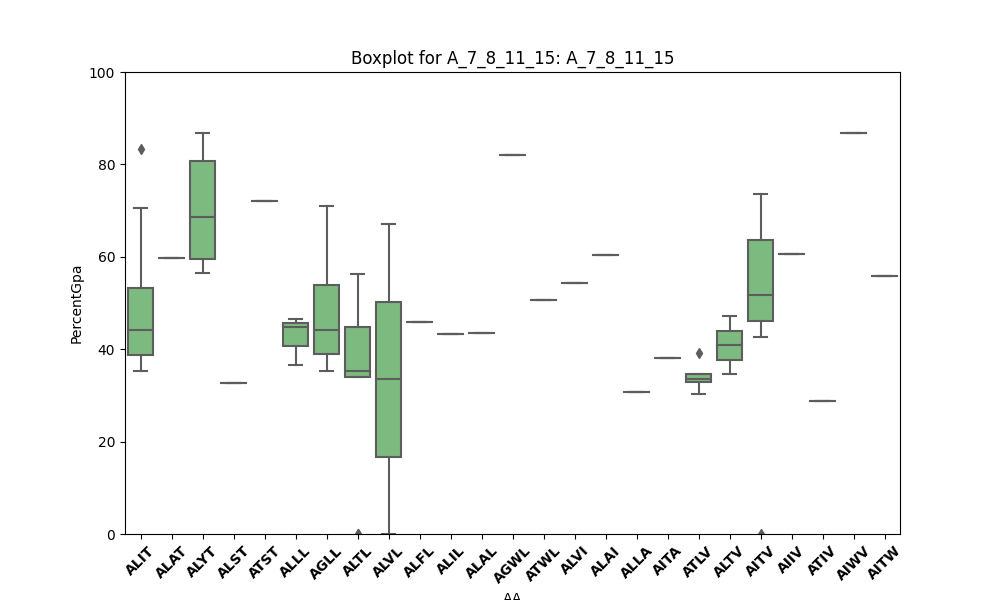 Boxplot for A_7_8_11_15: A_7_8_11_15
100
80
60
40
20
0
PercentGpa
ALIT ALAT ALYT ALST ATST ALLL AGLL ALTL ALVL ALFL ALIL ALAL AGWL ATWL ALVI ALAI ALLA AITA ATLV ALTV AITV AIIV ATIV AIWV AITW
AA